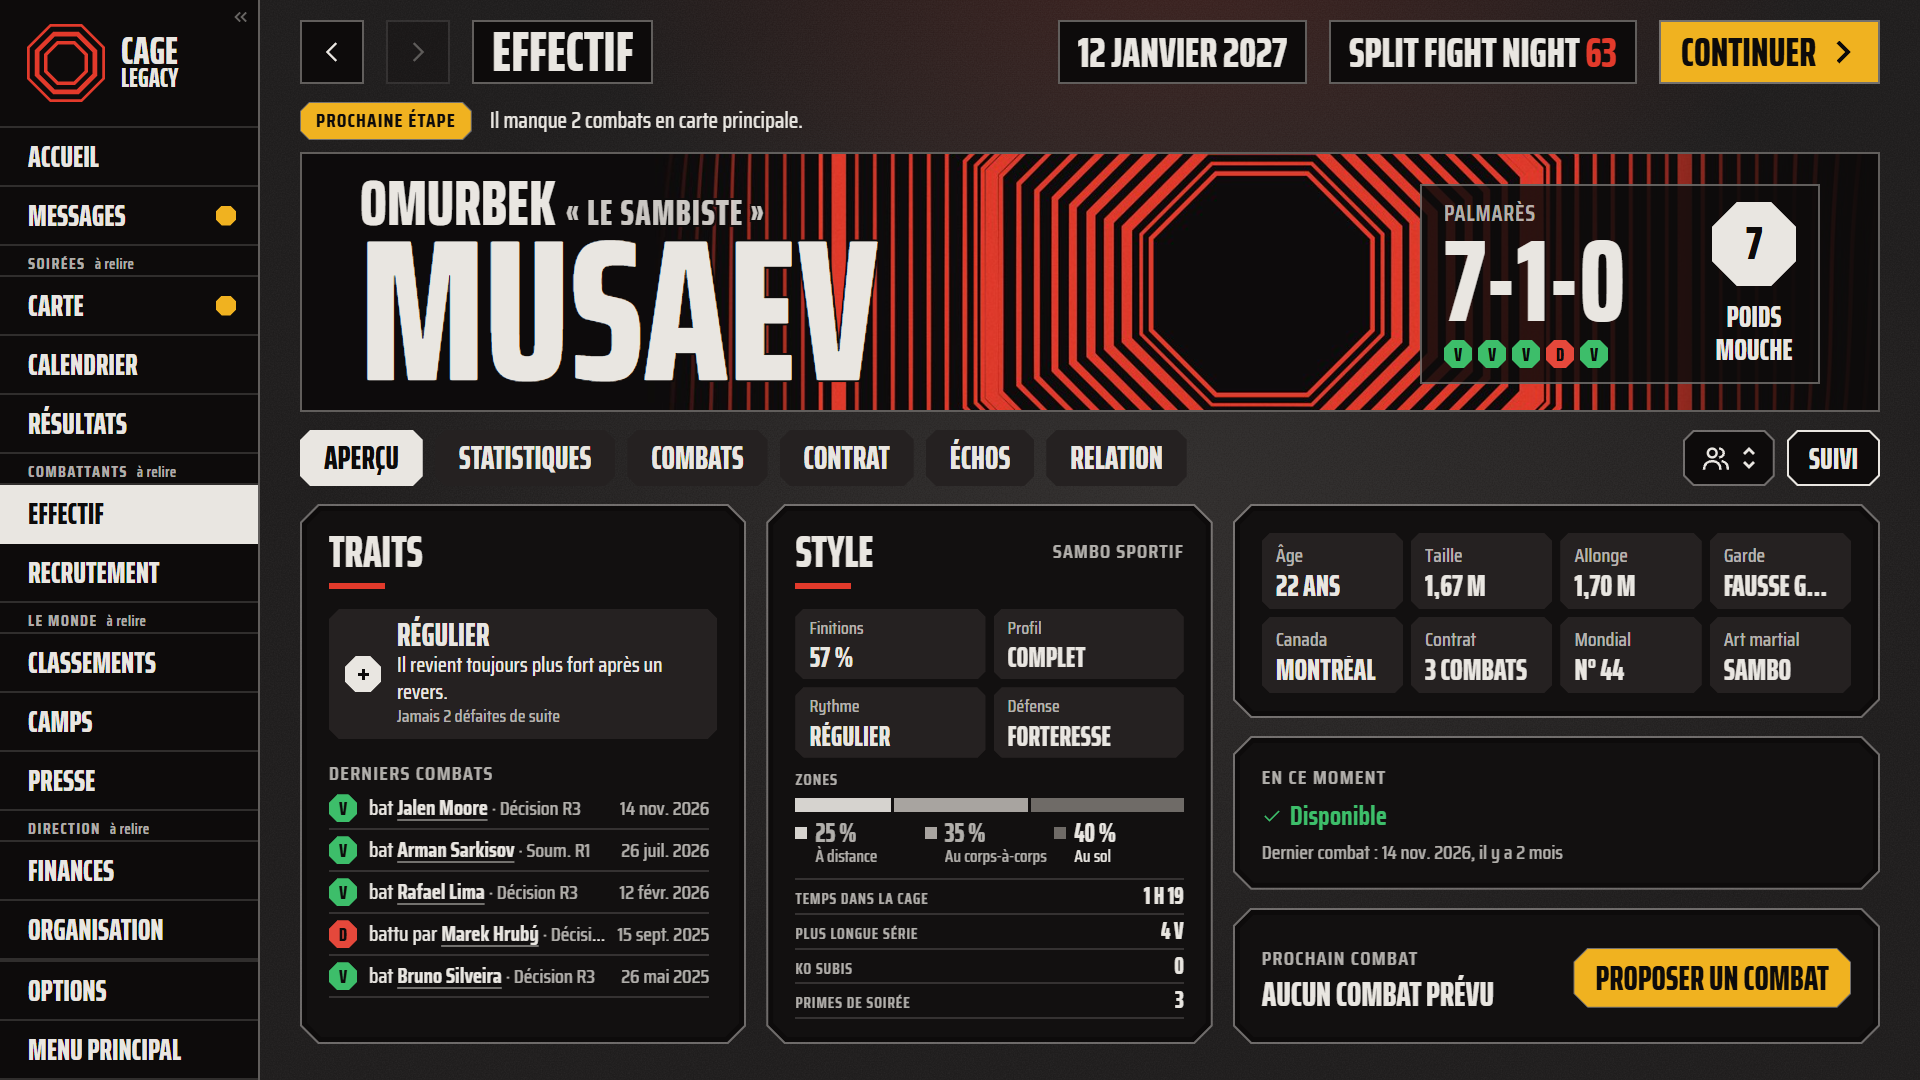 CAGE
LEGACY
ACCUEIL
MESSAGES
SOIRÉES à relire
CARTE
CALENDRIER
RÉSULTATS
COMBATTANTS à relire
EFFECTIF
RECRUTEMENT
LE MONDE à relire
CLASSEMENTS
CAMPS
PRESSE
DIRECTION à relire
FINANCES
ORGANISATION
OPTIONS
MENU PRINCIPAL
EFFECTIF
12 JANVIER 2027
SPLIT FIGHT NIGHT 63
CONTINUER
PROCHAINE ÉTAPE Il manque 2 combats en carte principale.
OMURBEK « LE SAMBISTE »
MUSAEV
PALMARÈS
7-1-0
V V V D V
7
POIDS
MOUCHE
APERÇU STATISTIQUES COMBATS CONTRAT ÉCHOS RELATION
SUIVI
TRAITS
RÉGULIER
Il revient toujours plus fort après un
revers.
Jamais 2 défaites de suite
DERNIERS COMBATS
V bat Jalen Moore · Décision R3 14 nov. 2026
V bat Arman Sarkisov · Soum. R1 26 juil. 2026
V bat Rafael Lima · Décision R3 12 févr. 2026
D battu par Marek Hrubý · Décisi... 15 sept. 2025
V bat Bruno Silveira · Décision R3 26 mai 2025
STYLE SAMBO SPORTIF
Finitions
57 %
Profil
COMPLET
Rythme
RÉGULIER
Défense
FORTERESSE
ZONES
25 % 35 % 40 %
À distance Au corps-à-corps Au sol
TEMPS DANS LA CAGE 1 H 19
PLUS LONGUE SÉRIE 4 V
KO SUBIS 0
PRIMES DE SOIRÉE 3
Âge
22 ANS
Taille
1,67 M
Allonge
1,70 M
Garde
FAUSSE G...
Canada
MONTRÉAL
Contrat
3 COMBATS
Mondial
N° 44
Art martial
SAMBO
EN CE MOMENT
Disponible
Dernier combat : 14 nov. 2026, il y a 2 mois
PROCHAIN COMBAT
AUCUN COMBAT PRÉVU
PROPOSER UN COMBAT